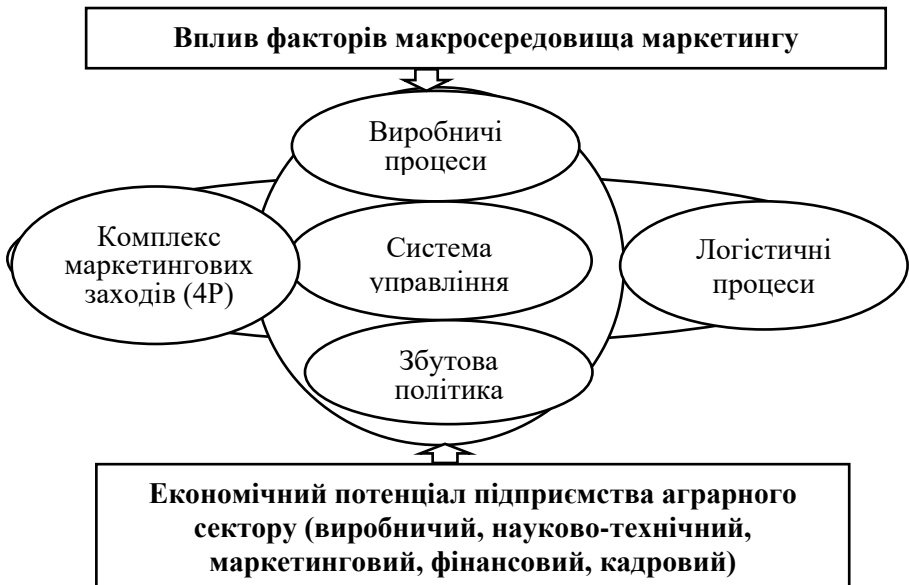 Вплив факторів макросередовища маркетингу
Виробничі
процеси
Комплекс
маркетингових
заходів (4Р)
Система
управління
Логістичні
процеси
Збутова
політика
Економічний потенціал підприємства аграрного
сектору (виробничий, науково-технічний,
маркетинговий, фінансовий, кадровий)